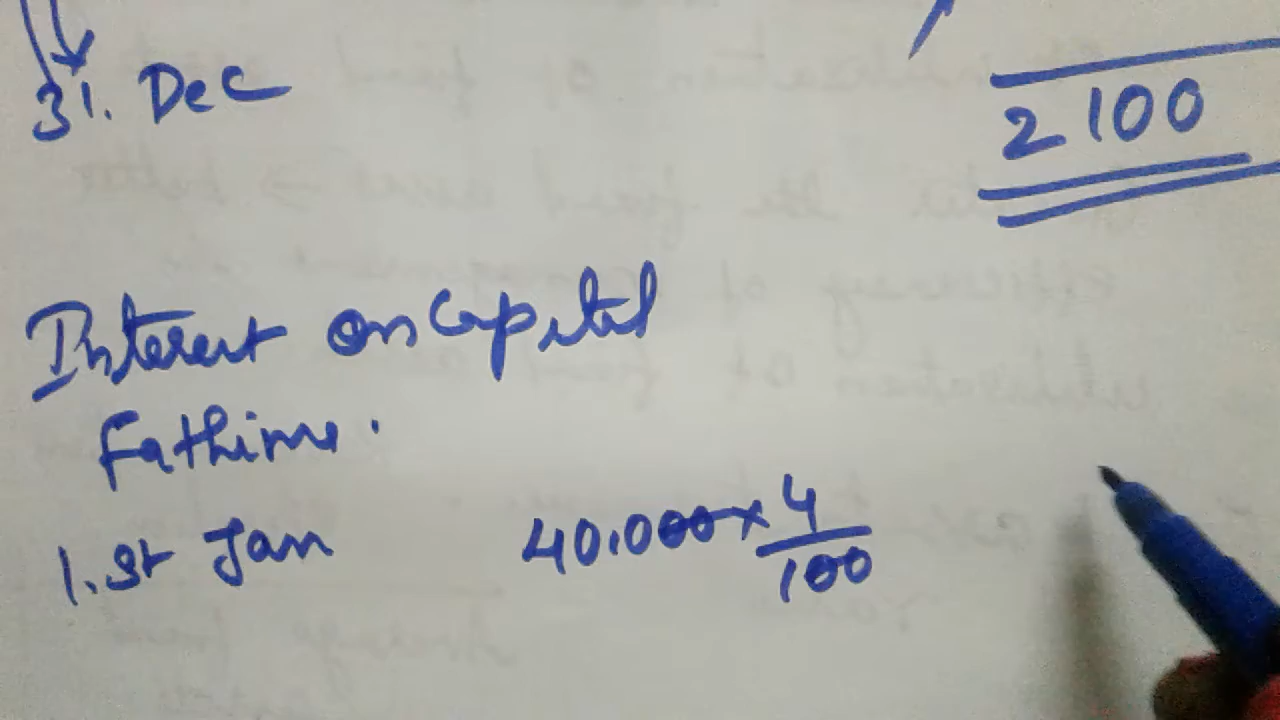 31. Dec
2100
Interest on Capital
Fathima.
1.st Jan 40.000 × 4/100